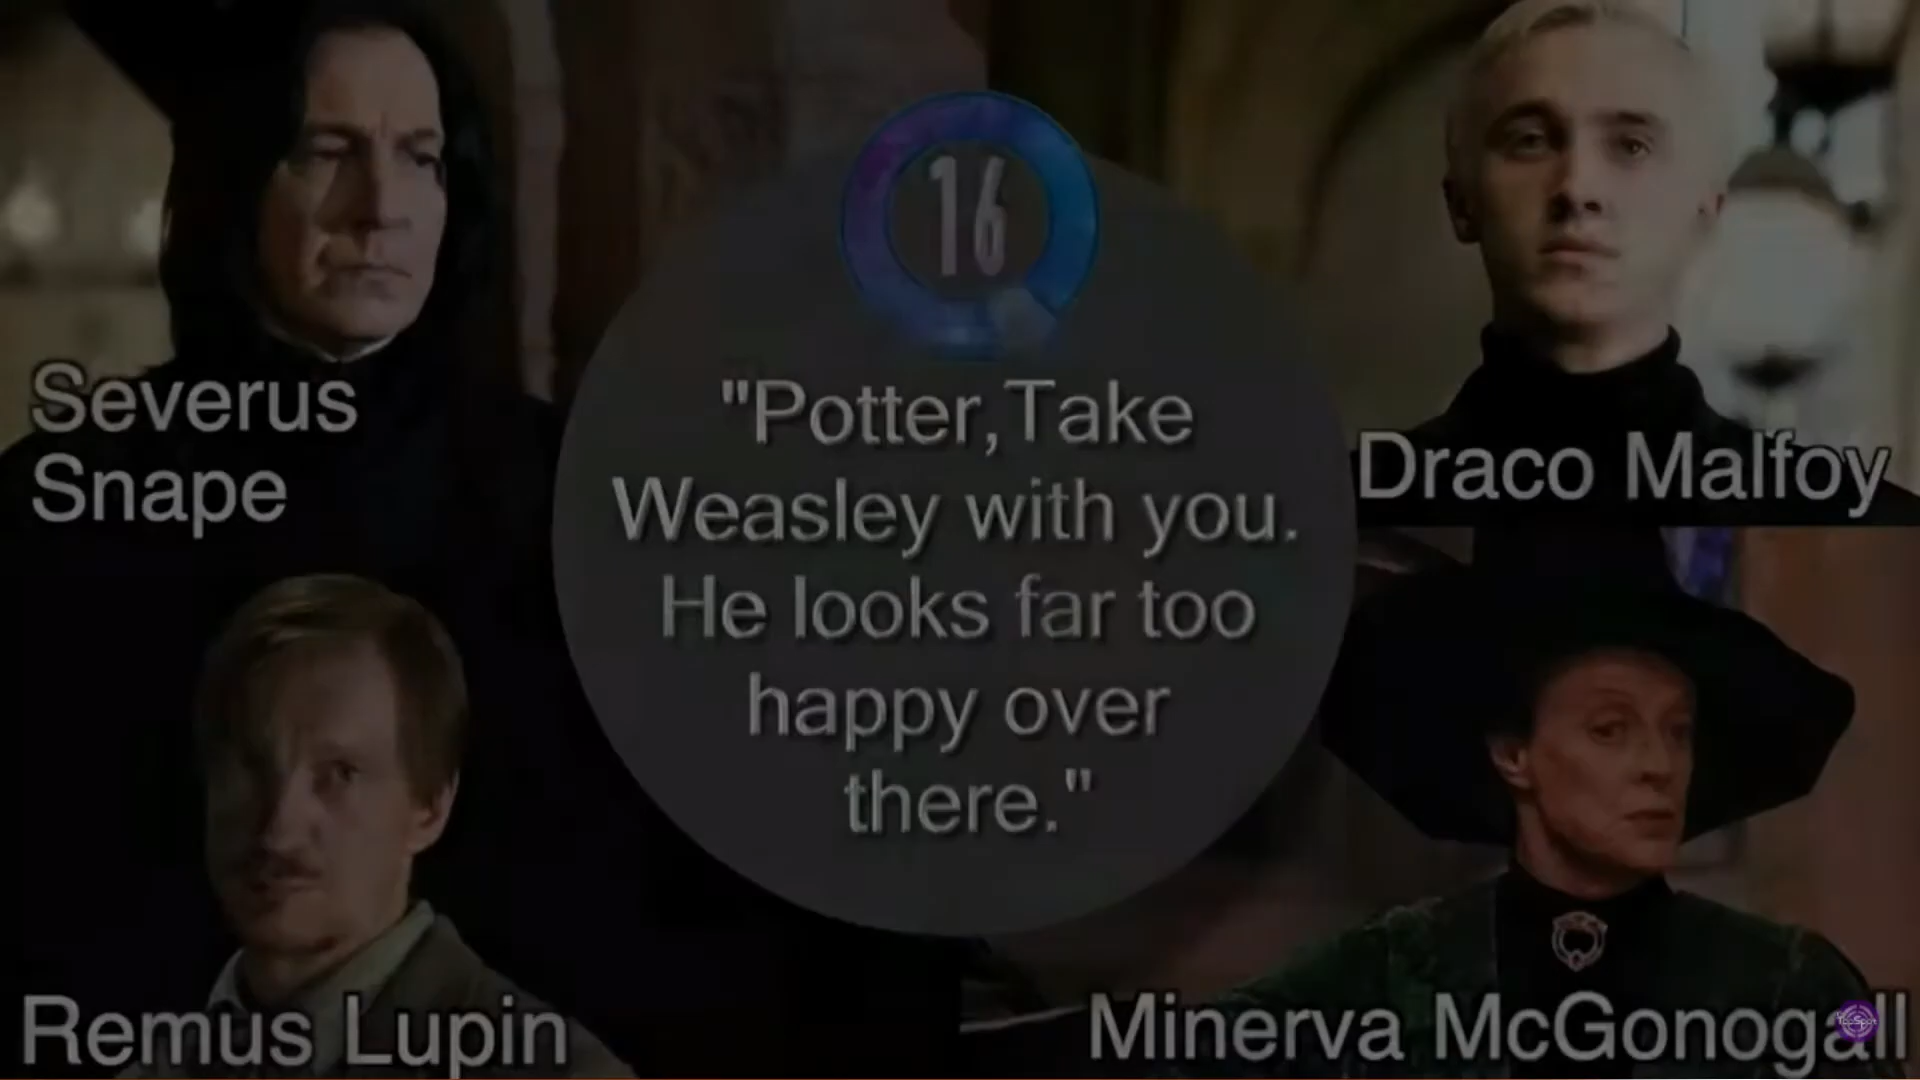 16
"Potter,Take
Weasley with you.
He looks far too
happy over
there."
Severus
Snape
Draco Malfoy
Remus Lupin
Minerva McGonogall